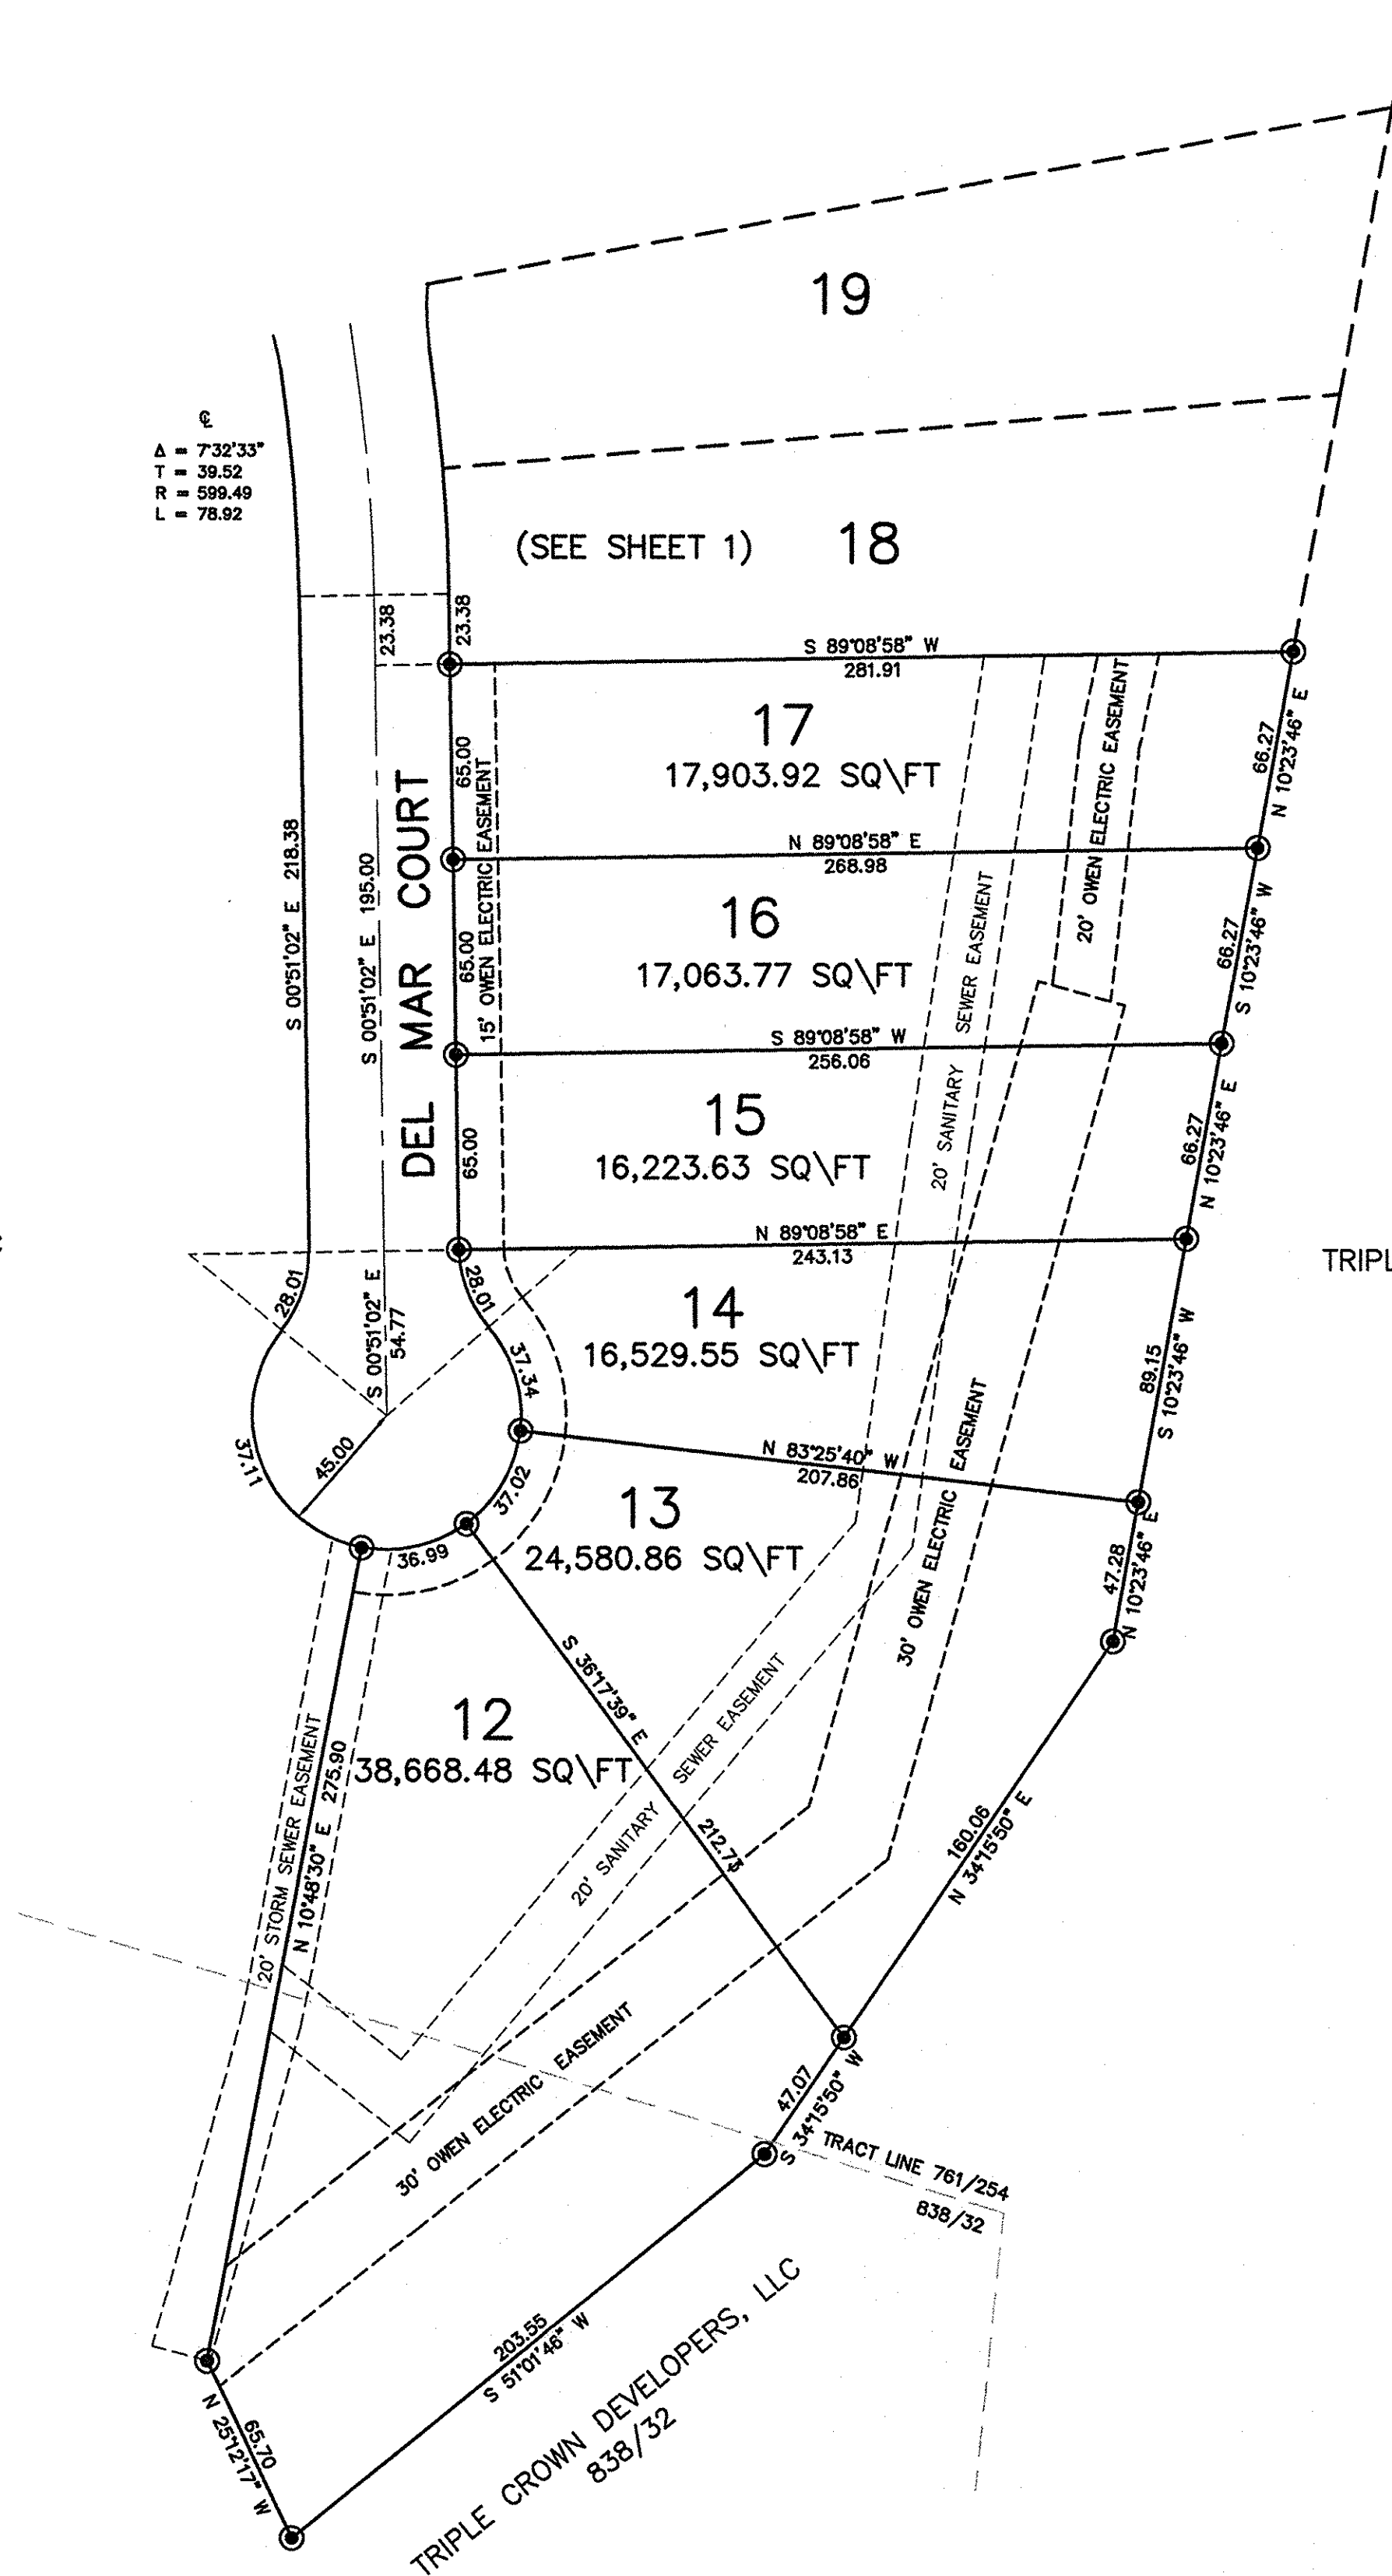 19
℄
Δ = 7°32'33"
T = 39.52
R = 599.49
L = 78.92
(SEE SHEET 1)
18
23.38
23.38
S 89°08'58" W
281.91
17
17,903.92 SQ\FT
65.00
15' OWEN ELECTRIC EASEMENT
20' OWEN ELECTRIC EASEMENT
66.27
N 10°23'46" E
N 89°08'58" E
268.98
S 00°51'02" E 218.38
S 00°51'02" E 195.00
DEL MAR COURT
16
17,063.77 SQ\FT
65.00
66.27
S 10°23'46" W
S 89°08'58" W
256.06
20' SANITARY SEWER EASEMENT
15
16,223.63 SQ\FT
65.00
66.27
N 10°23'46" E
N 89°08'58" E
243.13
TRIPL
28.01
S 00°51'02" E
54.77
28.01
14
16,529.55 SQ\FT
37.34
89.15
S 10°23'46" W
N 83°25'40" W
207.86
37.11
45.00
37.02
36.99
13
24,580.86 SQ\FT
30' OWEN ELECTRIC EASEMENT
47.28
N 10°23'46" E
S 36°17'39" E
212.73
12
38,668.48 SQ\FT
20' STORM SEWER EASEMENT
N 10°48'30" E 275.90
20' SANITARY SEWER EASEMENT
160.06
N 34°15'50" E
30' OWEN ELECTRIC EASEMENT
47.07
S 34°15'50" W
TRACT LINE 761/254
838/32
203.55
S 51°01'46" W
65.70
N 25°12'17" W
TRIPLE CROWN DEVELOPERS, LLC
838/32